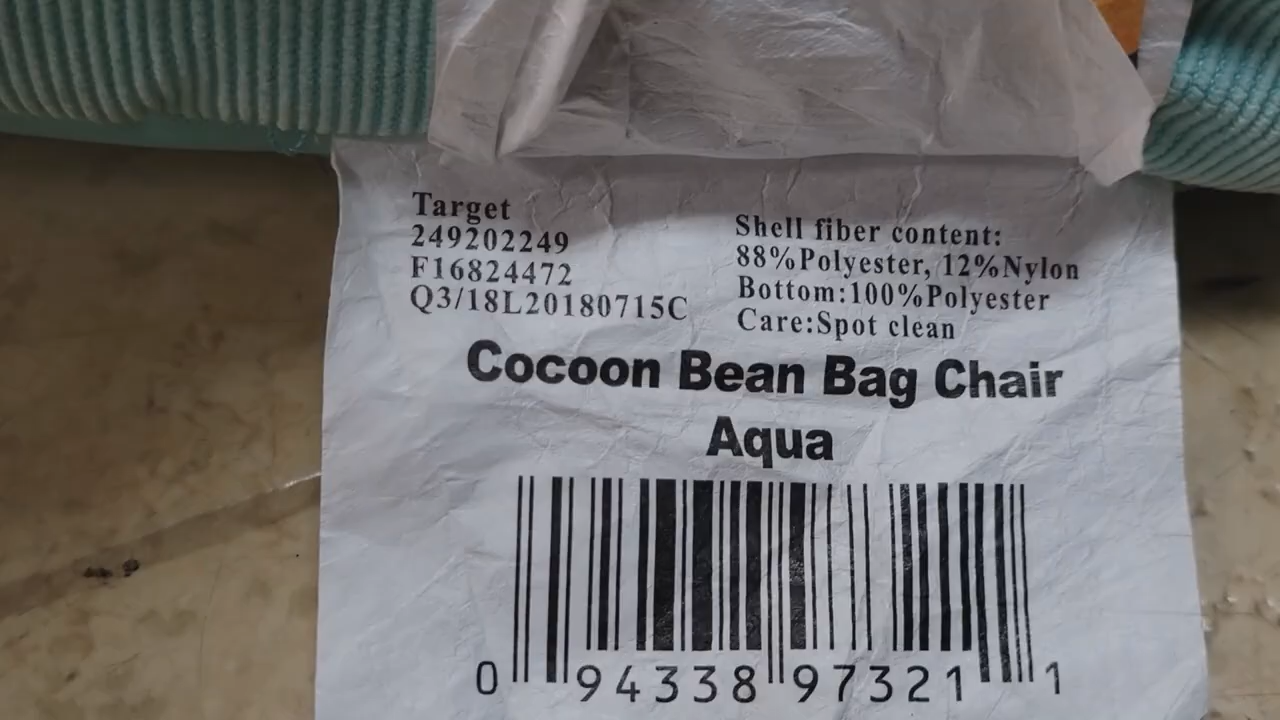 Target
249202249
F16824472
Q3/18L20180715C
Shell fiber content:
88%Polyester, 12%Nylon
Bottom:100%Polyester
Care:Spot clean
Cocoon Bean Bag Chair
Aqua
0 94338 97321 1